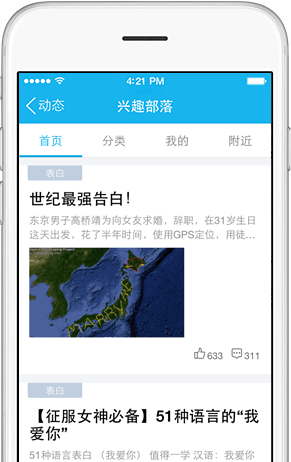 4:21 PM
动态
兴趣部落
首页
分类
我的
附近
表白
世纪最强告白！
东京男子高桥靖为向女友求婚，辞职，在31岁生日
这天出发，花了半年时间，使用GPS定位，用徒...
MARRY ME
633
311
表白
【征服女神必备】51种语言的“我
爱你”
51种语言表白 （我爱你） 值得一学 汉语：我爱你